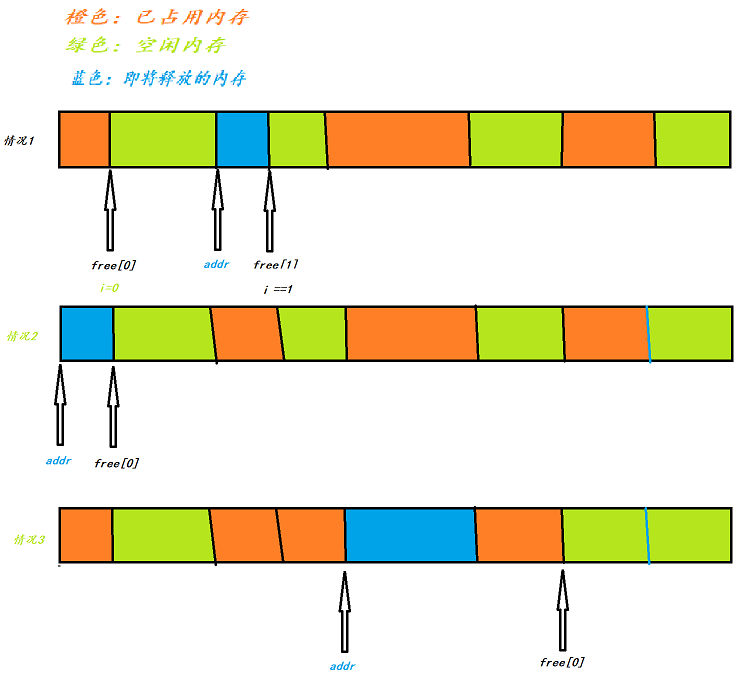 橙色：已占用内存
绿色：空闲内存
蓝色：即将释放的内存
情况1
free[0] addr free[1]
i=0 i ==1
情况2
addr free[0]
情况3
addr free[0]